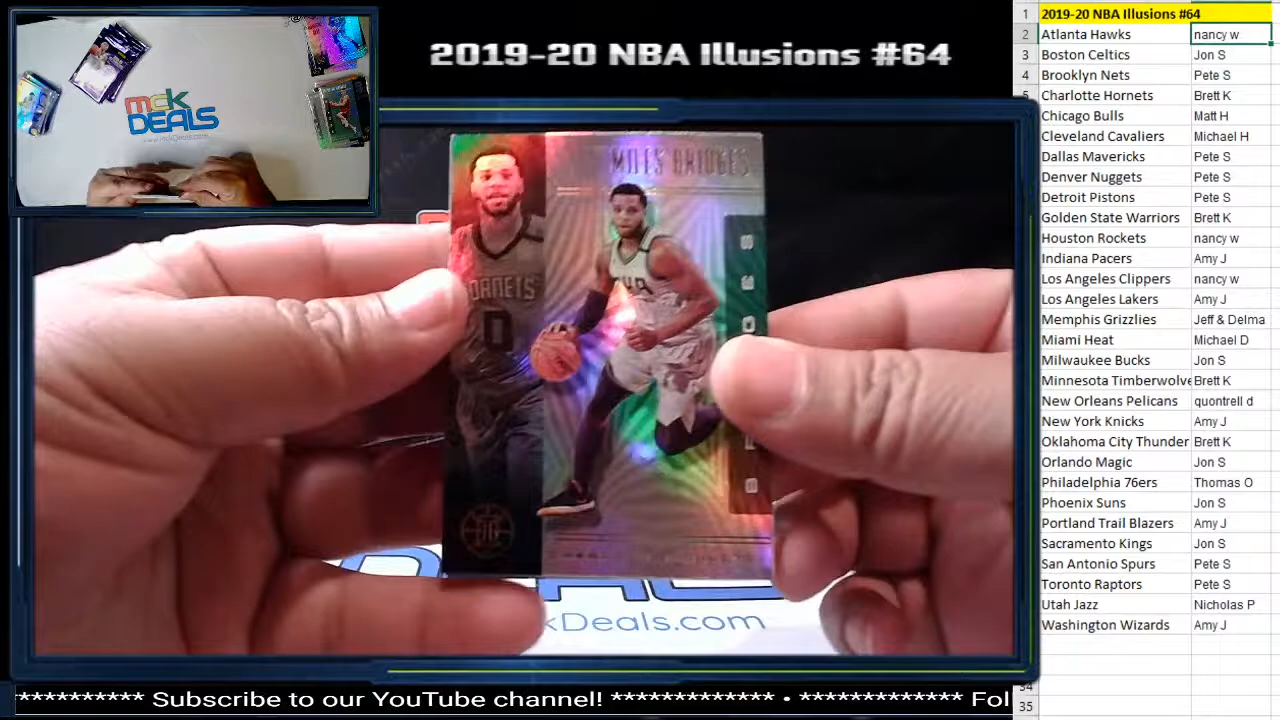 2019-20 NBA Illusions #64
mck
DEALS
www.mckDeals.com
MILES BRIDGES
HORNETS
0
kDeals.com
********** Subscribe to our YouTube channel! ************* • ************* Fol
1 2019-20 NBA Illusions #64
2 Atlanta Hawks nancy w
3 Boston Celtics Jon S
4 Brooklyn Nets Pete S
5 Charlotte Hornets Brett K
Chicago Bulls Matt H
Cleveland Cavaliers Michael H
Dallas Mavericks Pete S
Denver Nuggets Pete S
Detroit Pistons Pete S
Golden State Warriors Brett K
Houston Rockets nancy w
Indiana Pacers Amy J
Los Angeles Clippers nancy w
Los Angeles Lakers Amy J
Memphis Grizzlies Jeff & Delma
Miami Heat Michael D
Milwaukee Bucks Jon S
Minnesota Timberwolve Brett K
New Orleans Pelicans quontrell d
New York Knicks Amy J
Oklahoma City Thunder Brett K
Orlando Magic Jon S
Philadelphia 76ers Thomas O
Phoenix Suns Jon S
Portland Trail Blazers Amy J
Sacramento Kings Jon S
San Antonio Spurs Pete S
Toronto Raptors Pete S
Utah Jazz Nicholas P
Washington Wizards Amy J
34
35